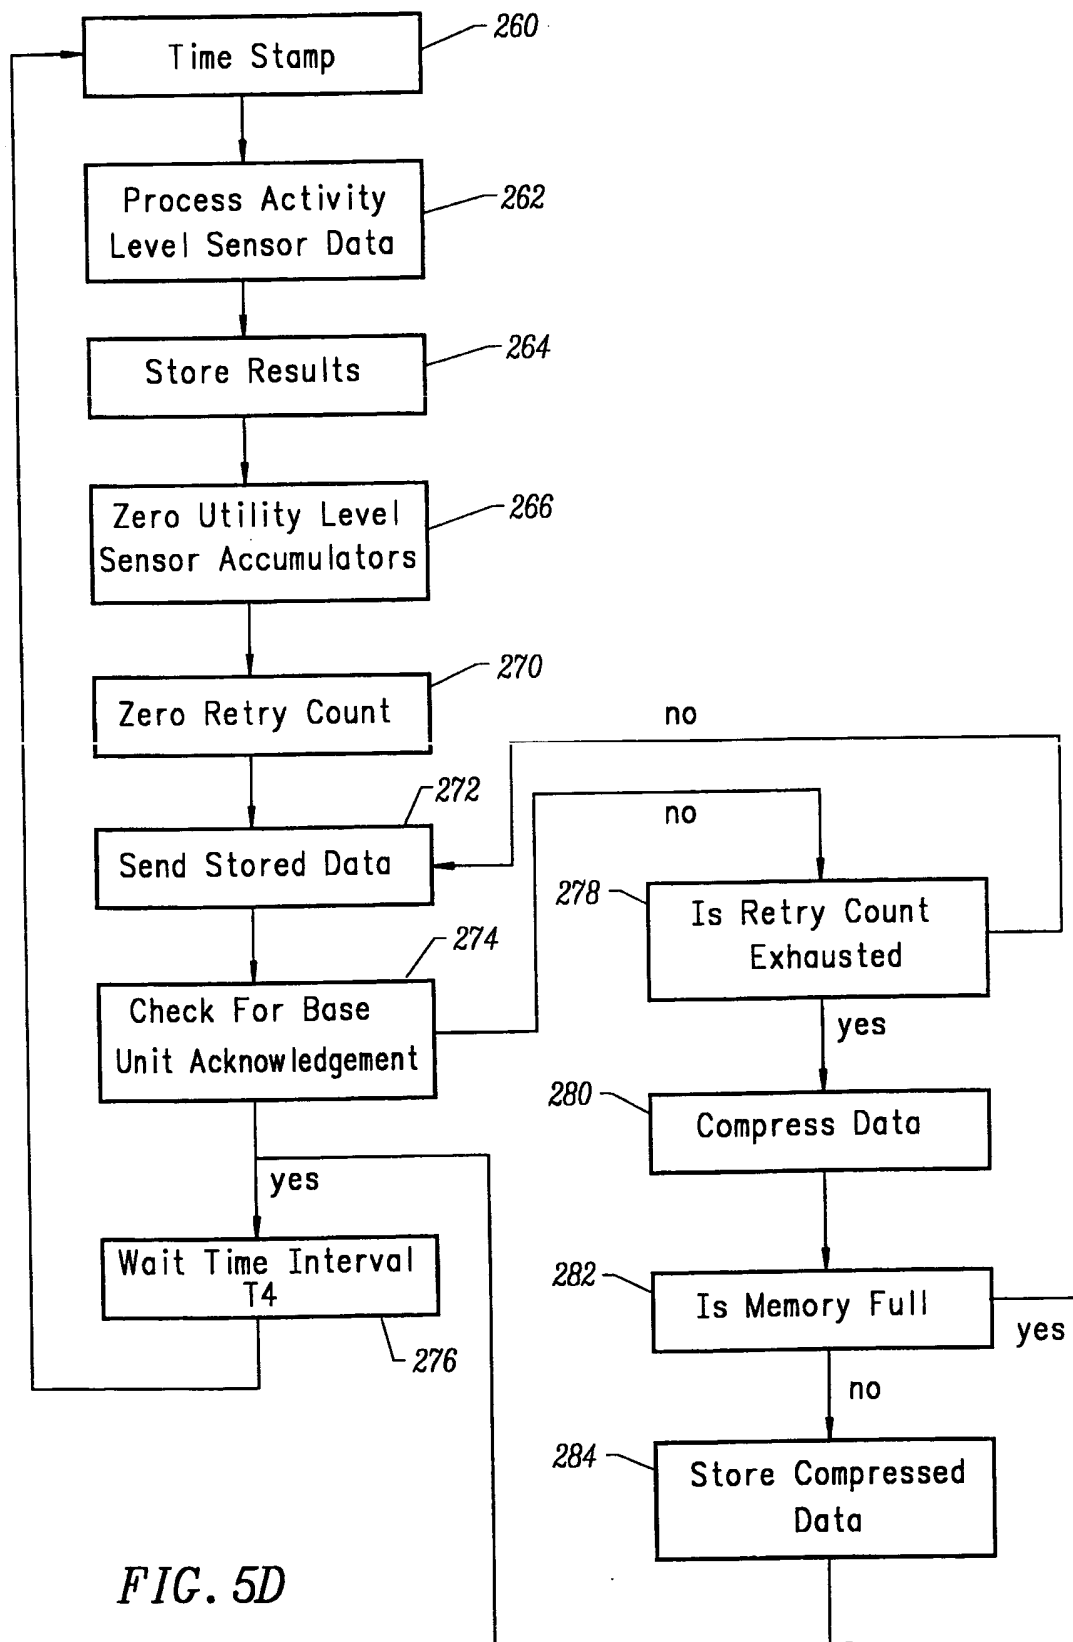 Time Stamp
260
Process Activity
Level Sensor Data
262
Store Results
264
Zero Utility Level
Sensor Accumulators
266
Zero Retry Count
270
no
Send Stored Data
272
no
Check For Base
Unit Acknowledgement
274
278
Is Retry Count
Exhausted
yes
280
Compress Data
yes
Wait Time Interval
T4
276
282
Is Memory Full
yes
no
284
Store Compressed
Data
FIG. 5D